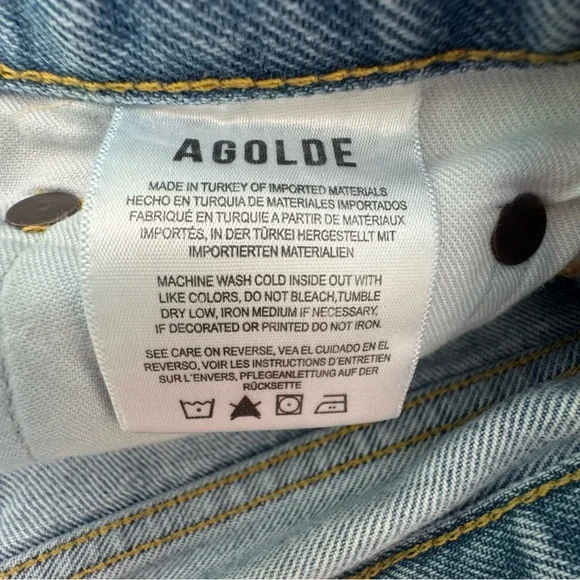 AGOLDE
MADE IN TURKEY OF IMPORTED MATERIALS
HECHO EN TURQUIA DE MATERIALES IMPORTADOS
FABRIQUÉ EN TURQUIE A PARTIR DE MATÉRIAUX
IMPORTÉS, IN DER TÜRKEI HERGESTELLT MIT
IMPORTIERTEN MATERIALIEN
MACHINE WASH COLD INSIDE OUT WITH
LIKE COLORS, DO NOT BLEACH,TUMBLE
DRY LOW, IRON MEDIUM IF NECESSARY.
IF DECORATED OR PRINTED DO NOT IRON.
SEE CARE ON REVERSE, VEA EL CUIDADO EN EL
REVERSO, VOIR LES INSTRUCTIONS D'ENTRETIEN
SUR L'ENVERS, PFLEGEANLEITUNG AUF DER
RÜCKSETTE